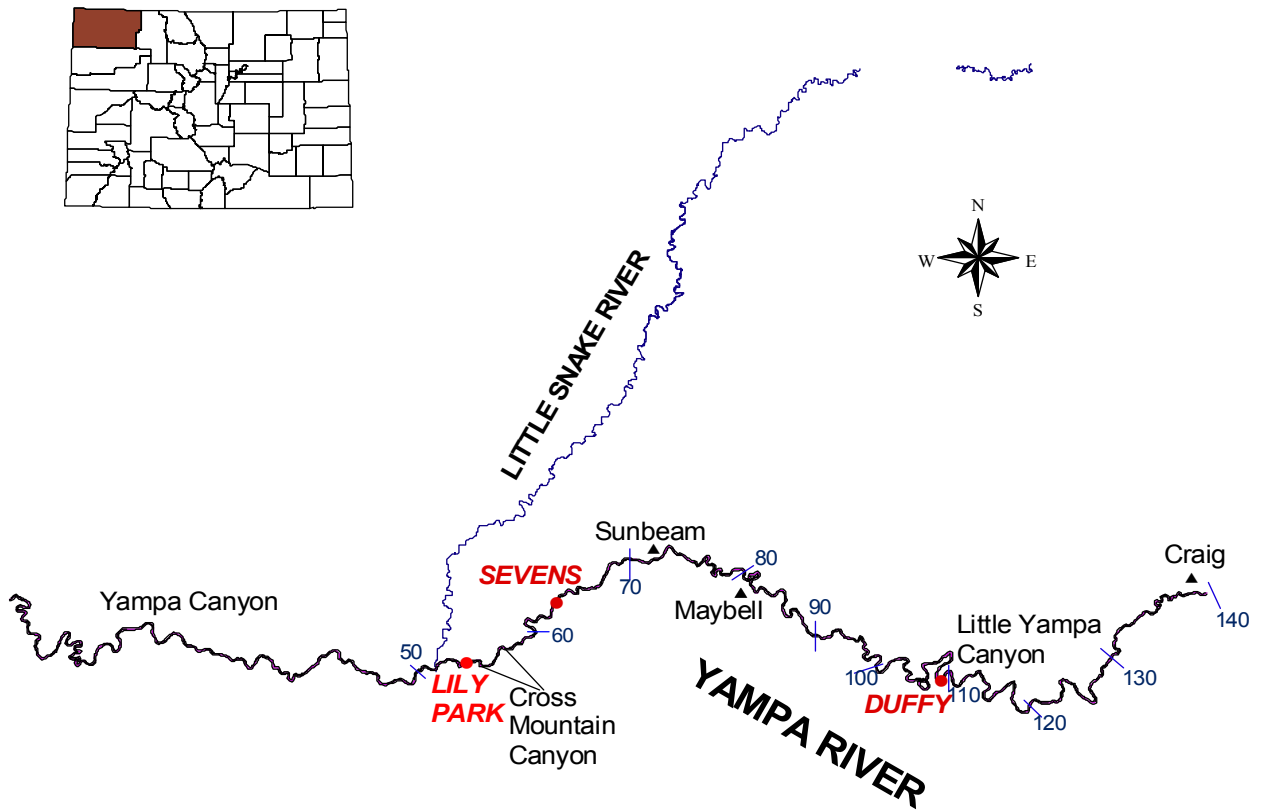 N
W
E
S
LITTLE SNAKE RIVER
Sunbeam
80
Craig
SEVENS
70
Maybell
Yampa Canyon
90
140
60
Little Yampa
Canyon
50
130
LILY
PARK
100
110
Cross
Mountain
Canyon
DUFFY
120
YAMPA RIVER